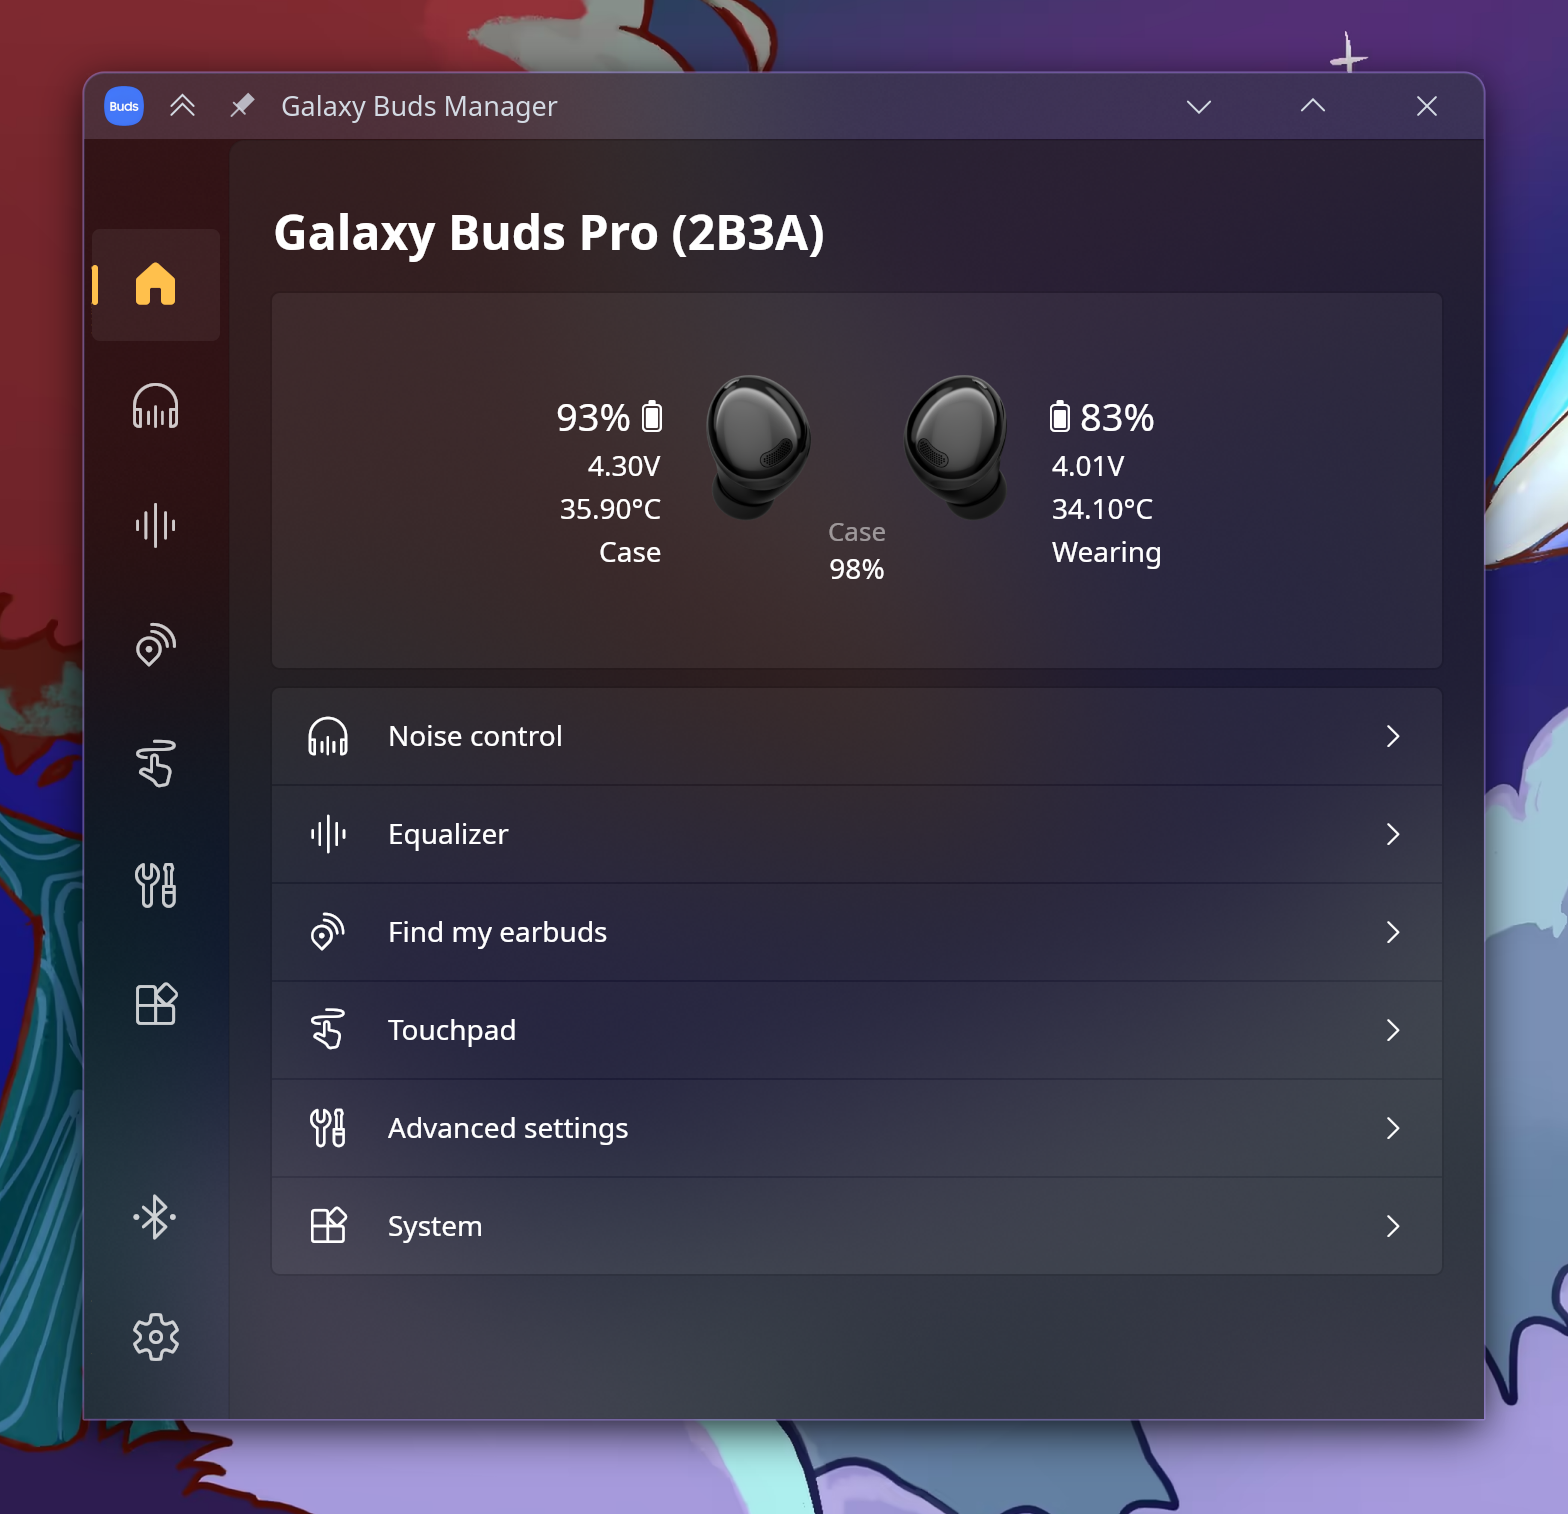 Buds
Galaxy Buds Manager
Galaxy Buds Pro (2B3A)
93%
4.30V
35.90°C
Case
Case
98%
83%
4.01V
34.10°C
Wearing
Noise control
Equalizer
Find my earbuds
Touchpad
Advanced settings
System